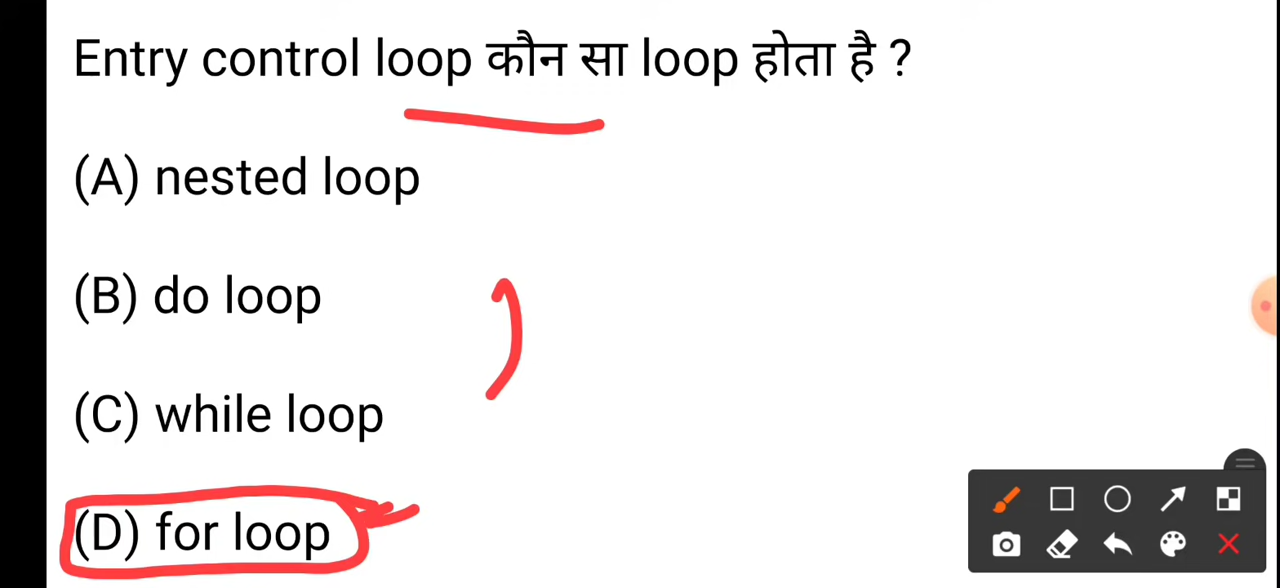 Entry control loop कौन सा loop होता है ?
(A) nested loop
(B) do loop
(C) while loop
(D) for loop